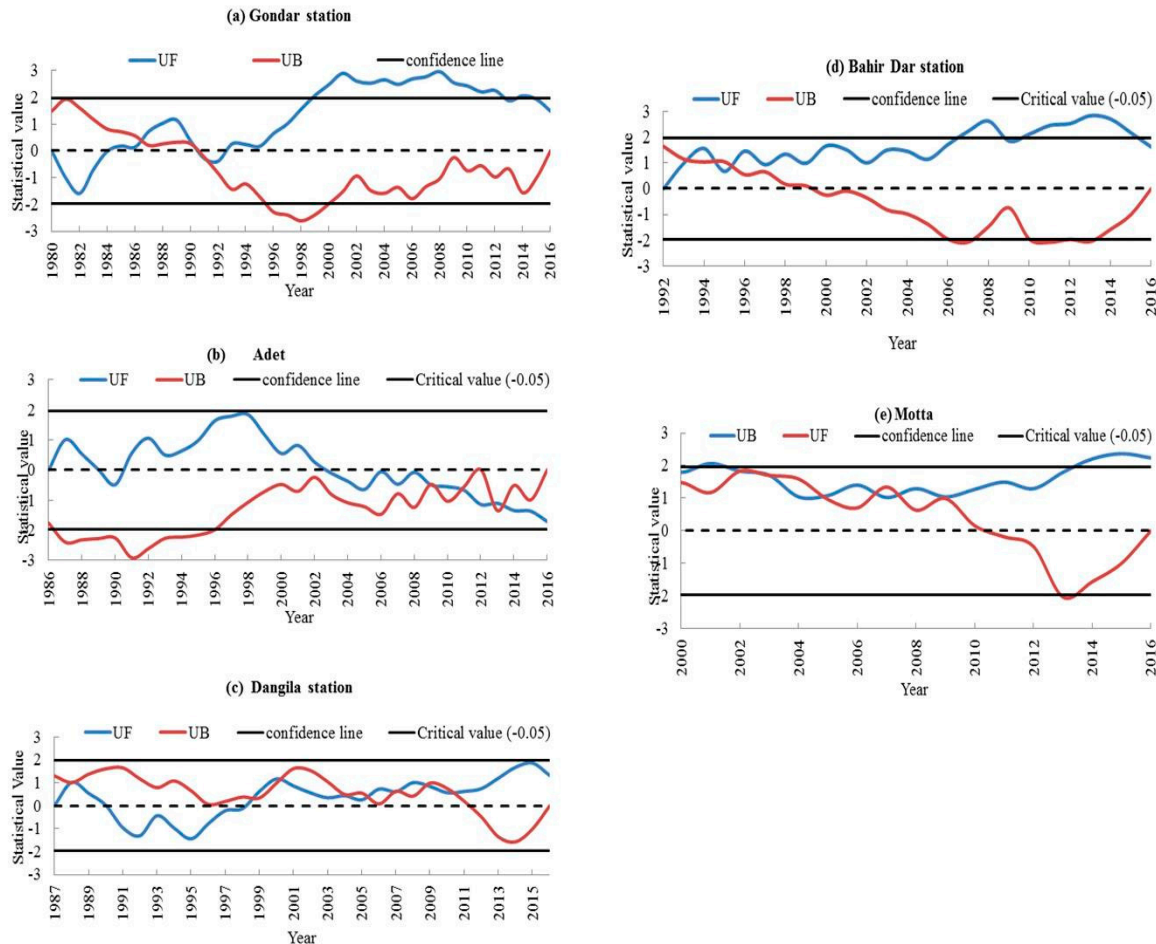 (a) Gondar station
UF UB confidence line
Statistical value
3
2
1
0
-1
-2
-3
1980 1982 1984 1986 1988 1990 1992 1994 1996 1998 2000 2002 2004 2006 2008 2010 2012 2014 2016
Year
(b) Adet
UF UB confidence line Critical value (-0.05)
Statistical value
3
2
1
0
-1
-2
-3
1986 1988 1990 1992 1994 1996 1998 2000 2002 2004 2006 2008 2010 2012 2014 2016
Year
(c) Dangila station
UF UB confidence line Critical value (-0.05)
Statistical Value
3
2
1
0
-1
-2
-3
1987 1989 1991 1993 1995 1997 1999 2001 2003 2005 2007 2009 2011 2013 2015
Year
(d) Bahir Dar station
UF UB confidence line Critical value (-0.05)
Statistical value
3
2
1
0
-1
-2
-3
1992 1994 1996 1998 2000 2002 2004 2006 2008 2010 2012 2014 2016
Year
(e) Motta
UB UF confidence line Critical value (-0.05)
Statistical value
3
2
1
0
-1
-2
-3
2000 2002 2004 2006 2008 2010 2012 2014 2016
Year